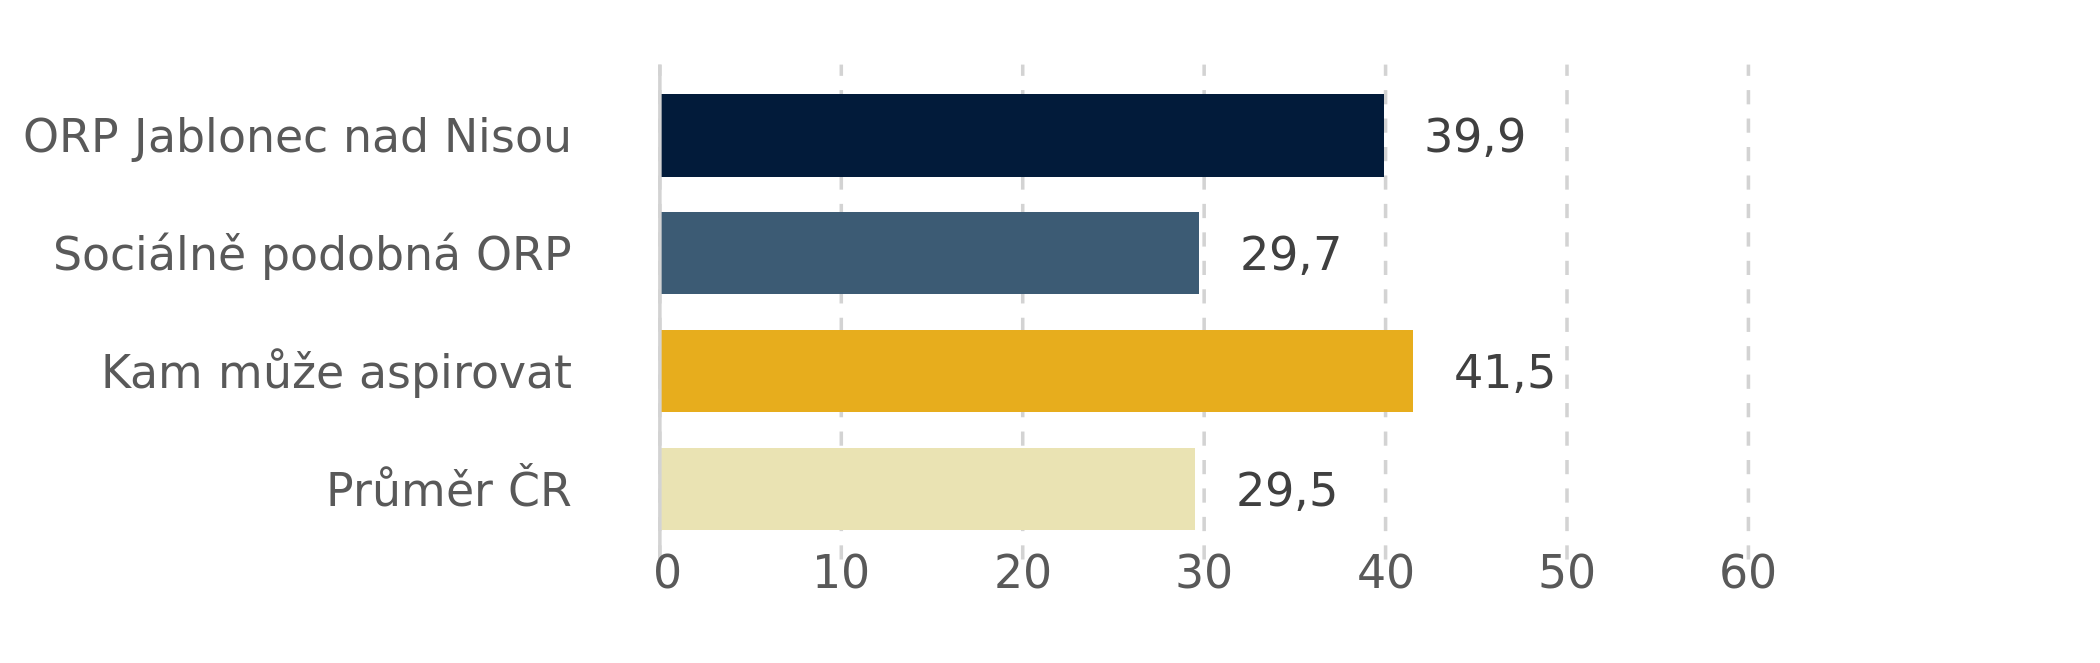 ORP Jablonec nad Nisou 39,9
Sociálně podobná ORP 29,7
Kam může aspirovat 41,5
Průměr ČR 29,5
0 10 20 30 40 50 60